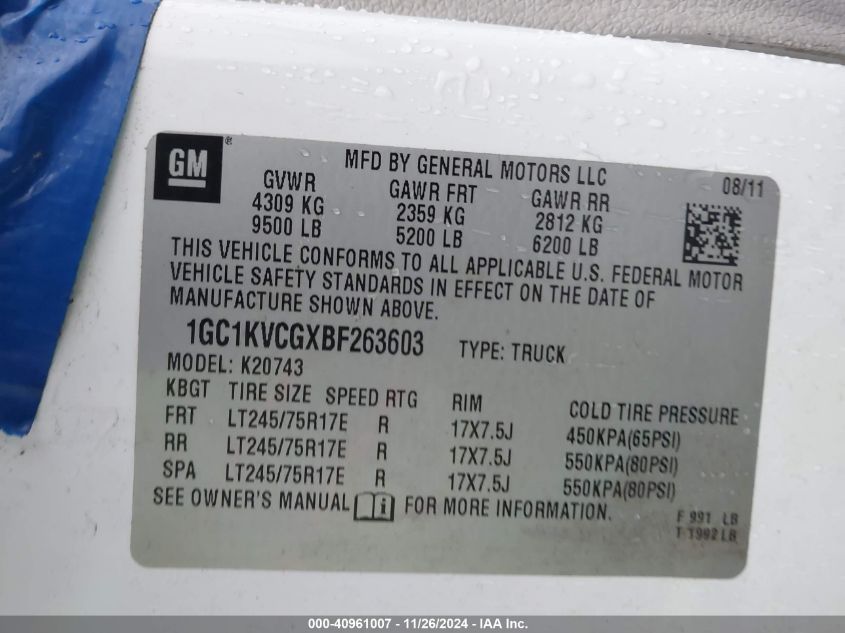 GM®
MFD BY GENERAL MOTORS LLC 08/11
GVWR GAWR FRT GAWR RR
4309 KG 2359 KG 2812 KG
9500 LB 5200 LB 6200 LB
THIS VEHICLE CONFORMS TO ALL APPLICABLE U.S. FEDERAL MOTOR
VEHICLE SAFETY STANDARDS IN EFFECT ON THE DATE OF
MANUFACTURE SHOWN ABOVE.
1GC1KVCGXBF263603 TYPE: TRUCK
MODEL: K20743
KBGT TIRE SIZE SPEED RTG RIM COLD TIRE PRESSURE
FRT LT245/75R17E R 17X7.5J 450KPA(65PSI)
RR LT245/75R17E R 17X7.5J 550KPA(80PSI)
SPA LT245/75R17E R 17X7.5J 550KPA(80PSI)
SEE OWNER'S MANUAL i FOR MORE INFORMATION.
F 991 LB
T 1992 LB
000-40961007 - 11/26/2024 - IAA Inc.